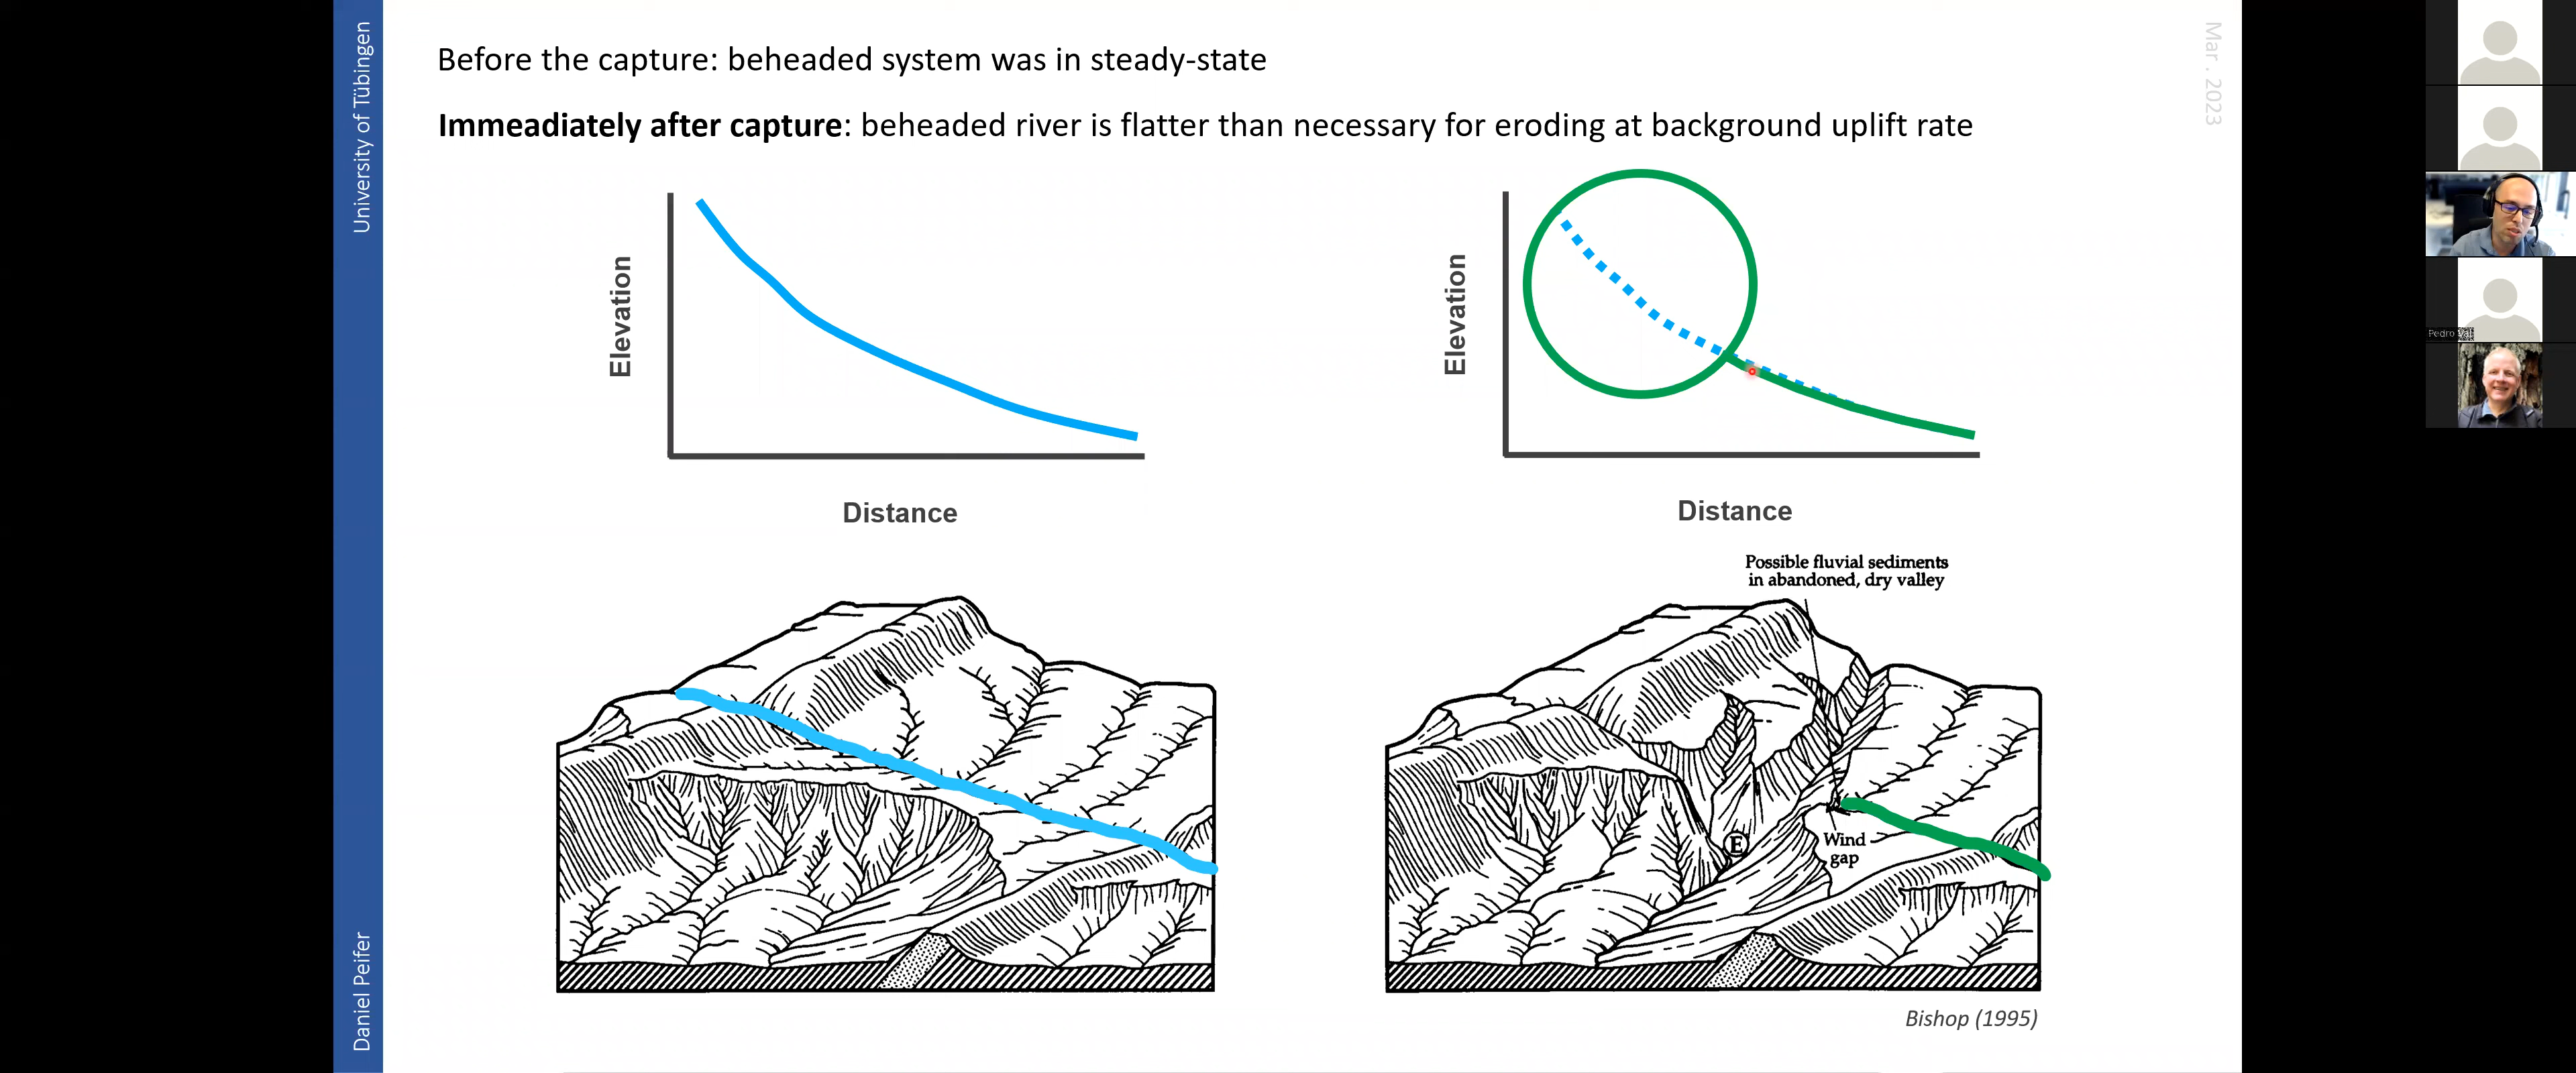 Before the capture: beheaded system was in steady-state
Immeadiately after capture: beheaded river is flatter than necessary for eroding at background uplift rate
University of Tübingen
Daniel Peifer
Mar . 2023
Elevation
Distance
Elevation
Distance
Possible fluvial sediments
in abandoned, dry valley
E
Wind
gap
Bishop (1995)
Pedro Val